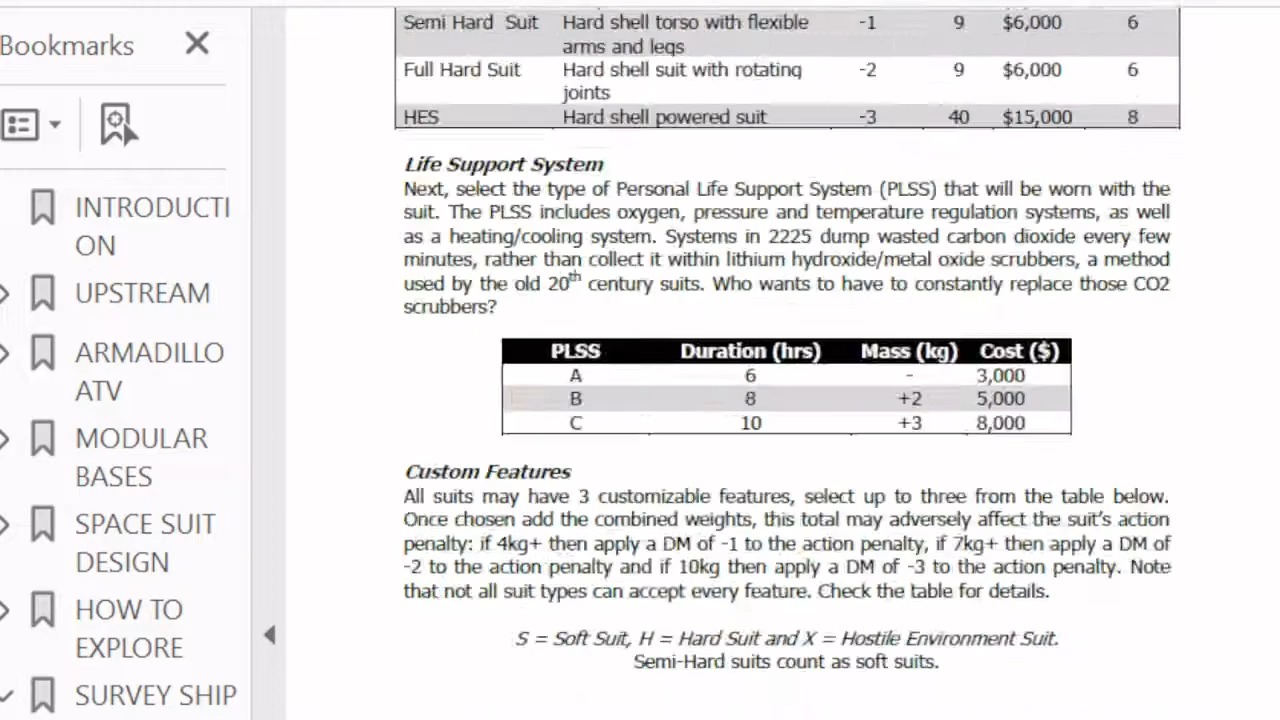 Bookmarks
INTRODUCTI
ON
UPSTREAM
ARMADILLO
ATV
MODULAR
BASES
SPACE SUIT
DESIGN
HOW TO
EXPLORE
SURVEY SHIP
Semi Hard Suit Hard shell torso with flexible -1 9 $6,000 6
arms and legs
Full Hard Suit Hard shell suit with rotating -2 9 $6,000 6
joints
HES Hard shell powered suit -3 40 $15,000 8
Life Support System
Next, select the type of Personal Life Support System (PLSS) that will be worn with the
suit. The PLSS includes oxygen, pressure and temperature regulation systems, as well
as a heating/cooling system. Systems in 2225 dump wasted carbon dioxide every few
minutes, rather than collect it within lithium hydroxide/metal oxide scrubbers, a method
used by the old 20th century suits. Who wants to have to constantly replace those CO2
scrubbers?
PLSS Duration (hrs) Mass (kg) Cost ($)
A 6 - 3,000
B 8 +2 5,000
C 10 +3 8,000
Custom Features
All suits may have 3 customizable features, select up to three from the table below.
Once chosen add the combined weights, this total may adversely affect the suit's action
penalty: if 4kg+ then apply a DM of -1 to the action penalty, if 7kg+ then apply a DM of
-2 to the action penalty and if 10kg then apply a DM of -3 to the action penalty. Note
that not all suit types can accept every feature. Check the table for details.
S = Soft Suit, H = Hard Suit and X = Hostile Environment Suit.
Semi-Hard suits count as soft suits.